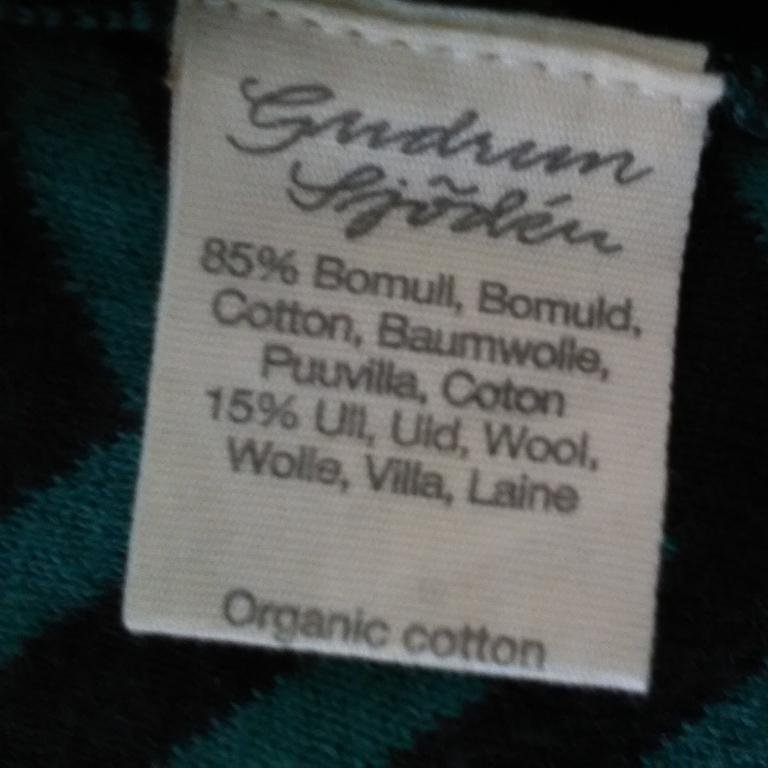 Gudrun
Sjödén
85% Bomull, Bomuld,
Cotton, Baumwolle,
Puuvilla, Coton
15% Ull, Uld, Wool,
Wolle, Villa, Laine
Organic cotton